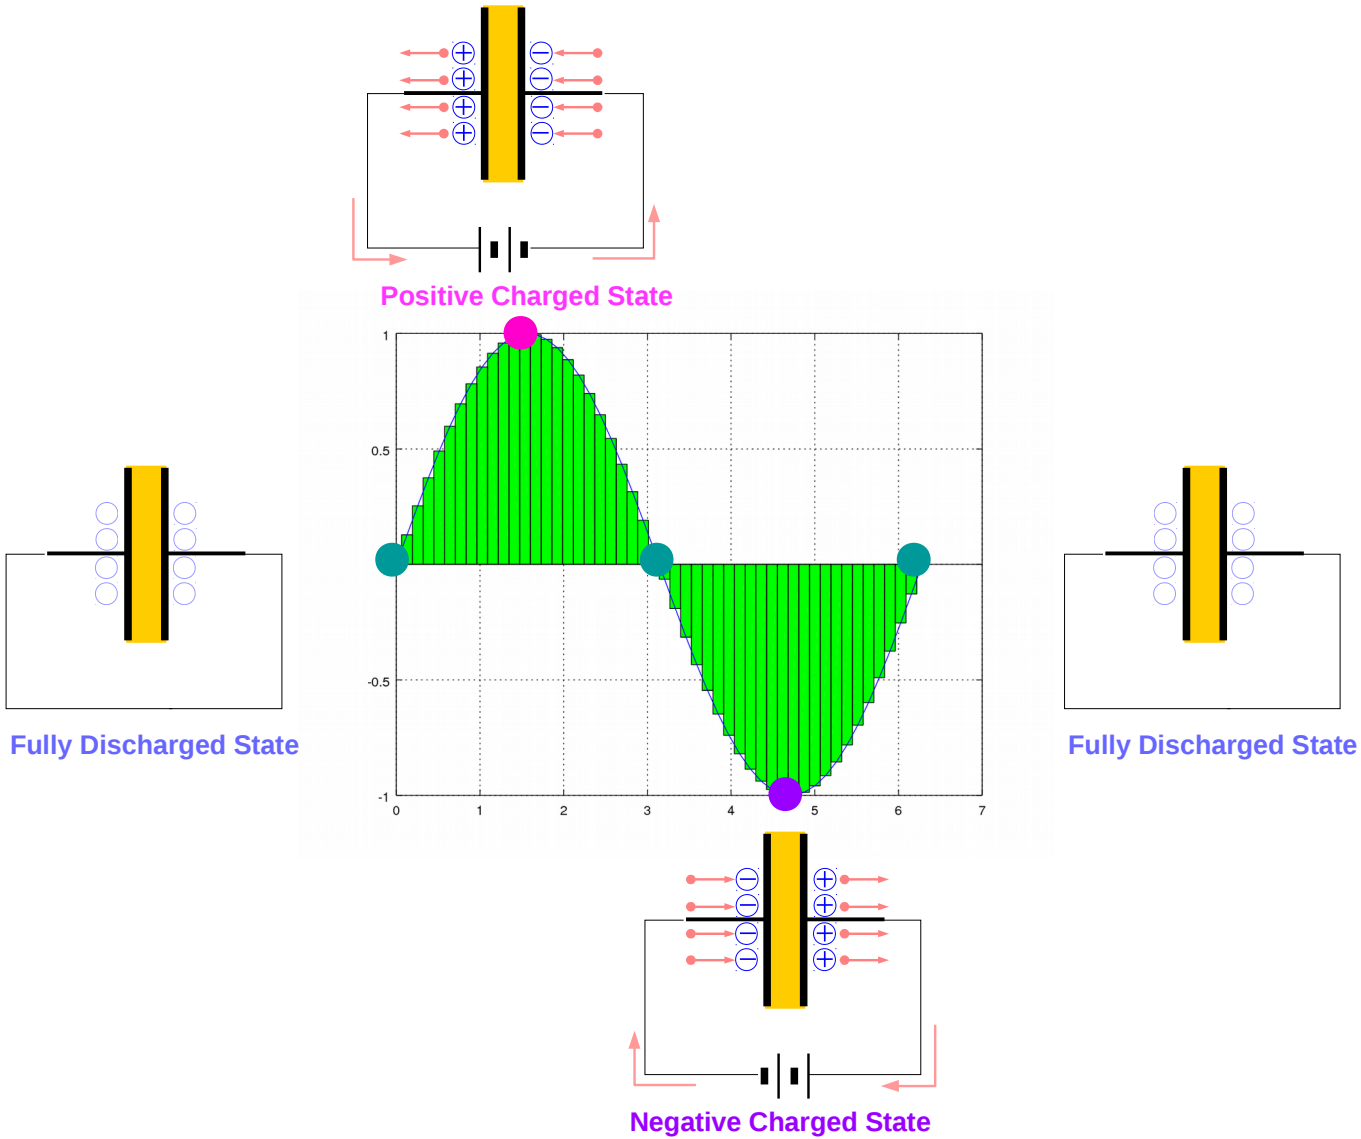 Positive Charged State
1
0.5
-0.5
-1
0 1 2 3 4 5 6 7
Fully Discharged State
Fully Discharged State
Negative Charged State